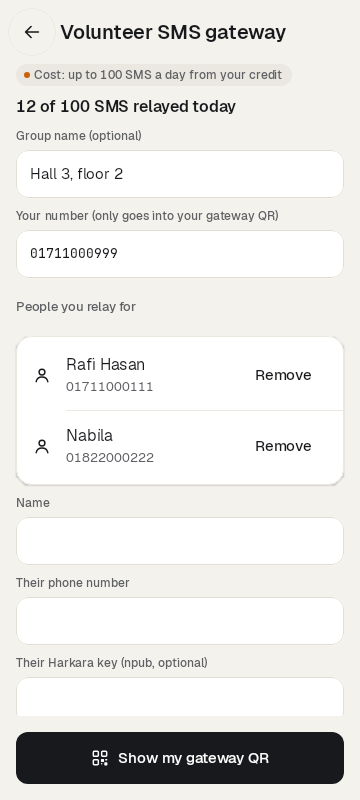 Volunteer SMS gateway
Cost: up to 100 SMS a day from your credit
12 of 100 SMS relayed today
Group name (optional)
Hall 3, floor 2
Your number (only goes into your gateway QR)
01711000999
People you relay for
Rafi Hasan
01711000111
Remove
Nabila
01822000222
Remove
Name
Their phone number
Their Harkara key (npub, optional)
Show my gateway QR